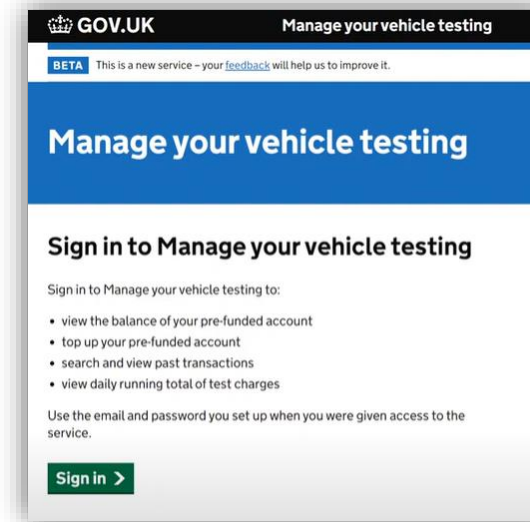 GOV.UK Manage your vehicle testing
BETA This is a new service – your feedback will help us to improve it.
Manage your vehicle testing
Sign in to Manage your vehicle testing
Sign in to Manage your vehicle testing to:
• view the balance of your pre-funded account
• top up your pre-funded account
• search and view past transactions
• view daily running total of test charges
Use the email and password you set up when you were given access to the
service.
Sign in >